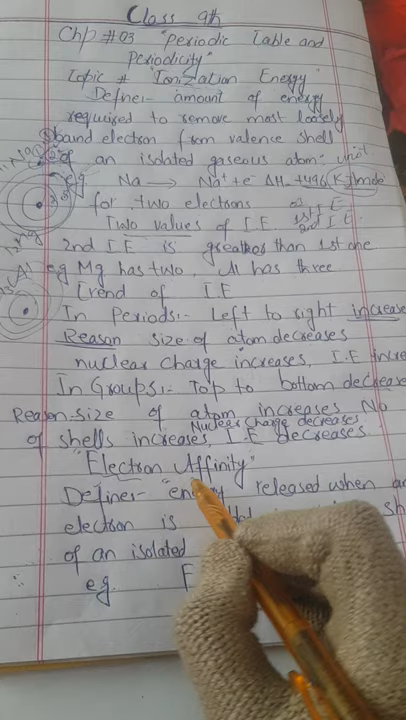 Class 9th
Chp # 03 "Periodic Table and
Periodicity"
Topic # Ionization Energy
Define:- amount of energy
required to remove most loosely
band electron from valence shell
of an isolated gaseous atom: unit
eg Na → Na⁺ + e⁻ ΔH = +496 KJ/mole
for two electrons
Two values of I E 1st I E 2nd I E
2nd I E is greater than 1st one
eg Mg has two, Al has three
Trend of I.E
In Periods:- left to right increase
Reason size of atom decreases
nuclear charge increases, I.E incre
In Groups:- Top to bottom decrease
Reason. size of atom increases No
Nuclear charge decreases
of shells increases, I.E decreases
"Electron Affinity"
Define:- released when
electron is
of an isolated
eg. F